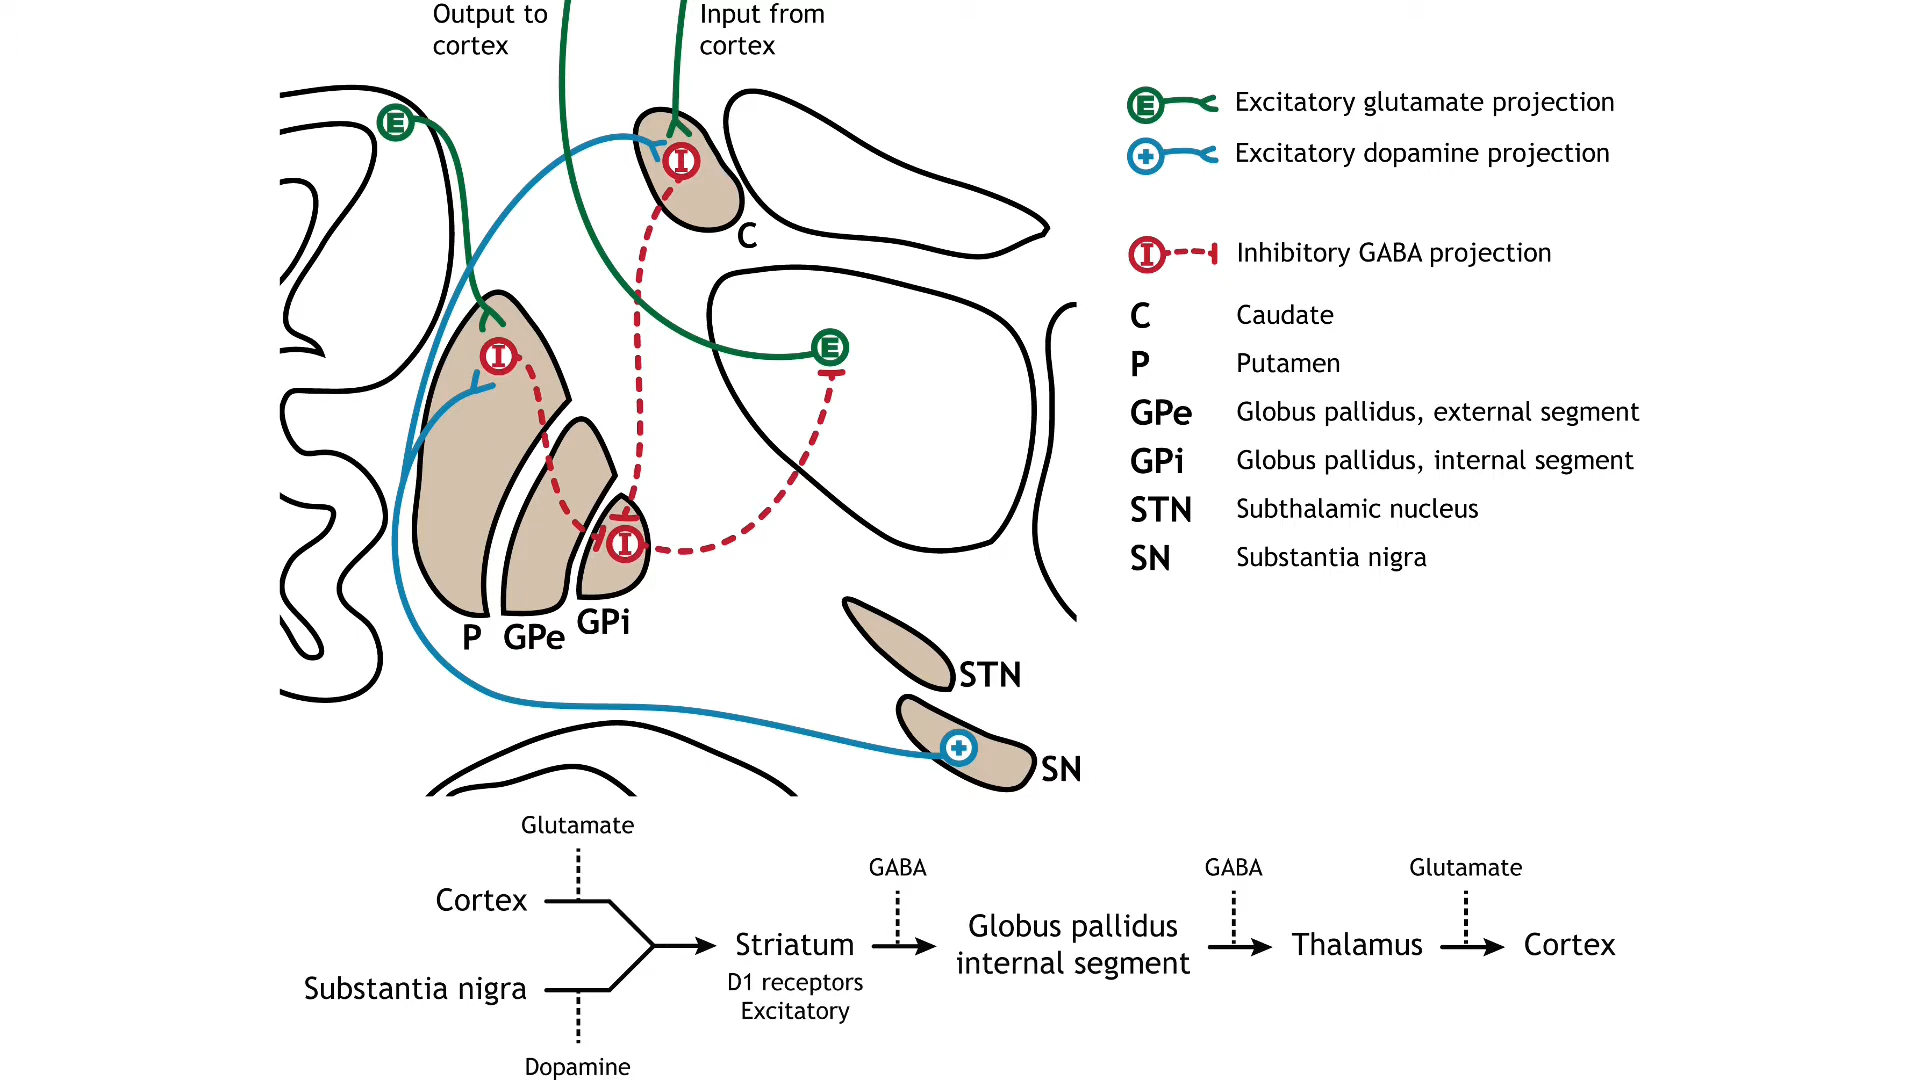 Output to
cortex
Input from
cortex
E
I
C
E
I
I
P
GPe
GPi
STN
+
SN
E Excitatory glutamate projection
+ Excitatory dopamine projection
I Inhibitory GABA projection
C Caudate
P Putamen
GPe Globus pallidus, external segment
GPi Globus pallidus, internal segment
STN Subthalamic nucleus
SN Substantia nigra
Glutamate
Cortex
Substantia nigra
Dopamine
Striatum
D1 receptors
Excitatory
GABA
Globus pallidus
internal segment
GABA
Thalamus
Glutamate
Cortex